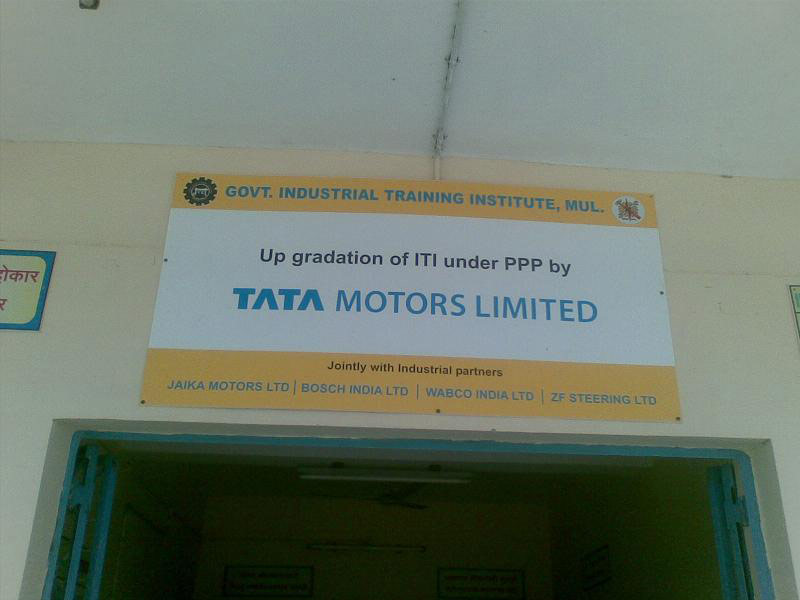 GOVT. INDUSTRIAL TRAINING INSTITUTE, MUL.
Up gradation of ITI under PPP by
TATA MOTORS LIMITED
Jointly with Industrial partners
JAIKA MOTORS LTD | BOSCH INDIA LTD | WABCO INDIA LTD | ZF STEERING LTD